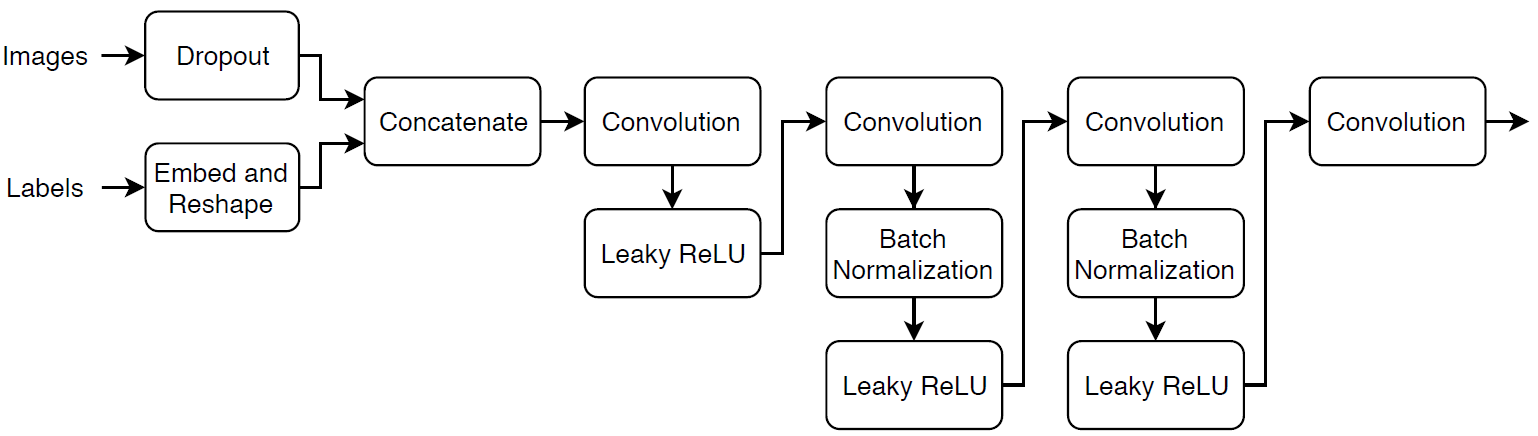 Images
Dropout
Labels
Embed and
Reshape
Concatenate
Convolution
Leaky ReLU
Convolution
Batch
Normalization
Leaky ReLU
Convolution
Batch
Normalization
Leaky ReLU
Convolution